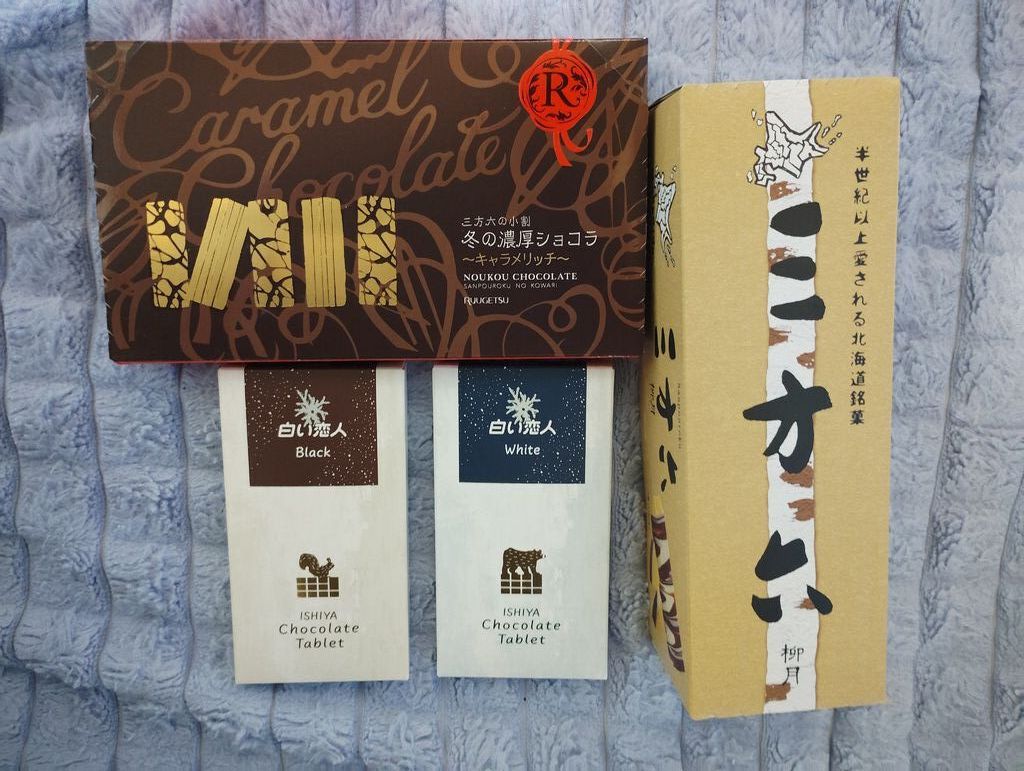 Caramel
Chocolate
R
三方六の小割
冬の濃厚ショコラ
～キャラメリッチ～
NOUKOU CHOCOLATE
SANPOUROKU NO KOWARI
RYUGETSU
白い恋人
Black
ISHIYA
Chocolate
Tablet
白い恋人
White
ISHIYA
Chocolate
Tablet
半世紀以上愛される北海道銘菓
三方六
柳月
三方六